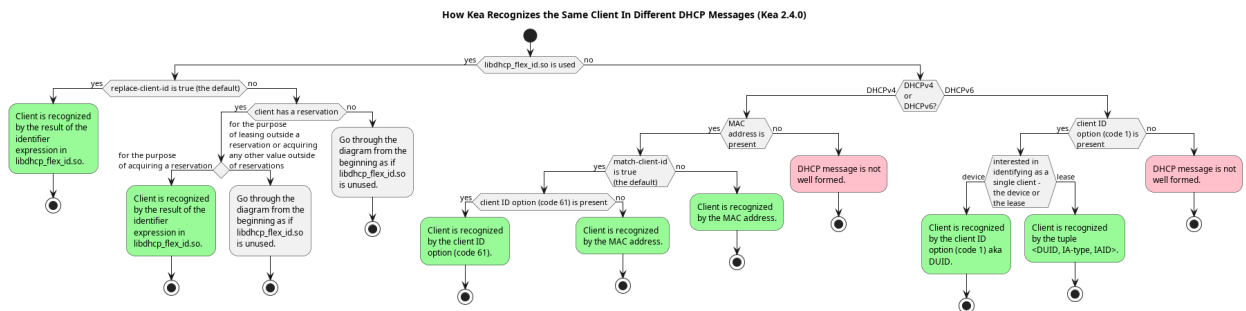 How Kea Recognizes the Same Client In Different DHCP Messages (Kea 2.4.0)
yes
libdhcp_flex_id.so is used
no
yes
replace-client-id is true (the default)
no
Client is recognized
by the result of the
identifier
expression in
libdhcp_flex_id.so.
yes
client has a reservation
no
for the purpose
of acquiring a reservation
for the purpose
of leasing outside a
reservation or acquiring
any other value outside
of reservations
Client is recognized
by the result of the
identifier
expression in
libdhcp_flex_id.so.
Go through the
diagram from the
beginning as if
libdhcp_flex_id.so
is unused.
Go through the
diagram from the
beginning as if
libdhcp_flex_id.so
is unused.
DHCPv4
DHCPv4
or
DHCPv6?
DHCPv6
yes
MAC
address is
present
no
yes
match-client-id
is true
(the default)
no
yes
client ID option (code 61) is present
no
Client is recognized
by the client ID
option (code 61).
Client is recognized
by the MAC address.
Client is recognized
by the MAC address.
DHCP message is not
well formed.
yes
client ID
option (code 1) is
present
no
device
interested in
identifying as a
single client -
the device or
the lease
lease
Client is recognized
by the client ID
option (code 1) aka
DUID.
Client is recognized
by the tuple
<DUID, IA-type, IAID>.
DHCP message is not
well formed.